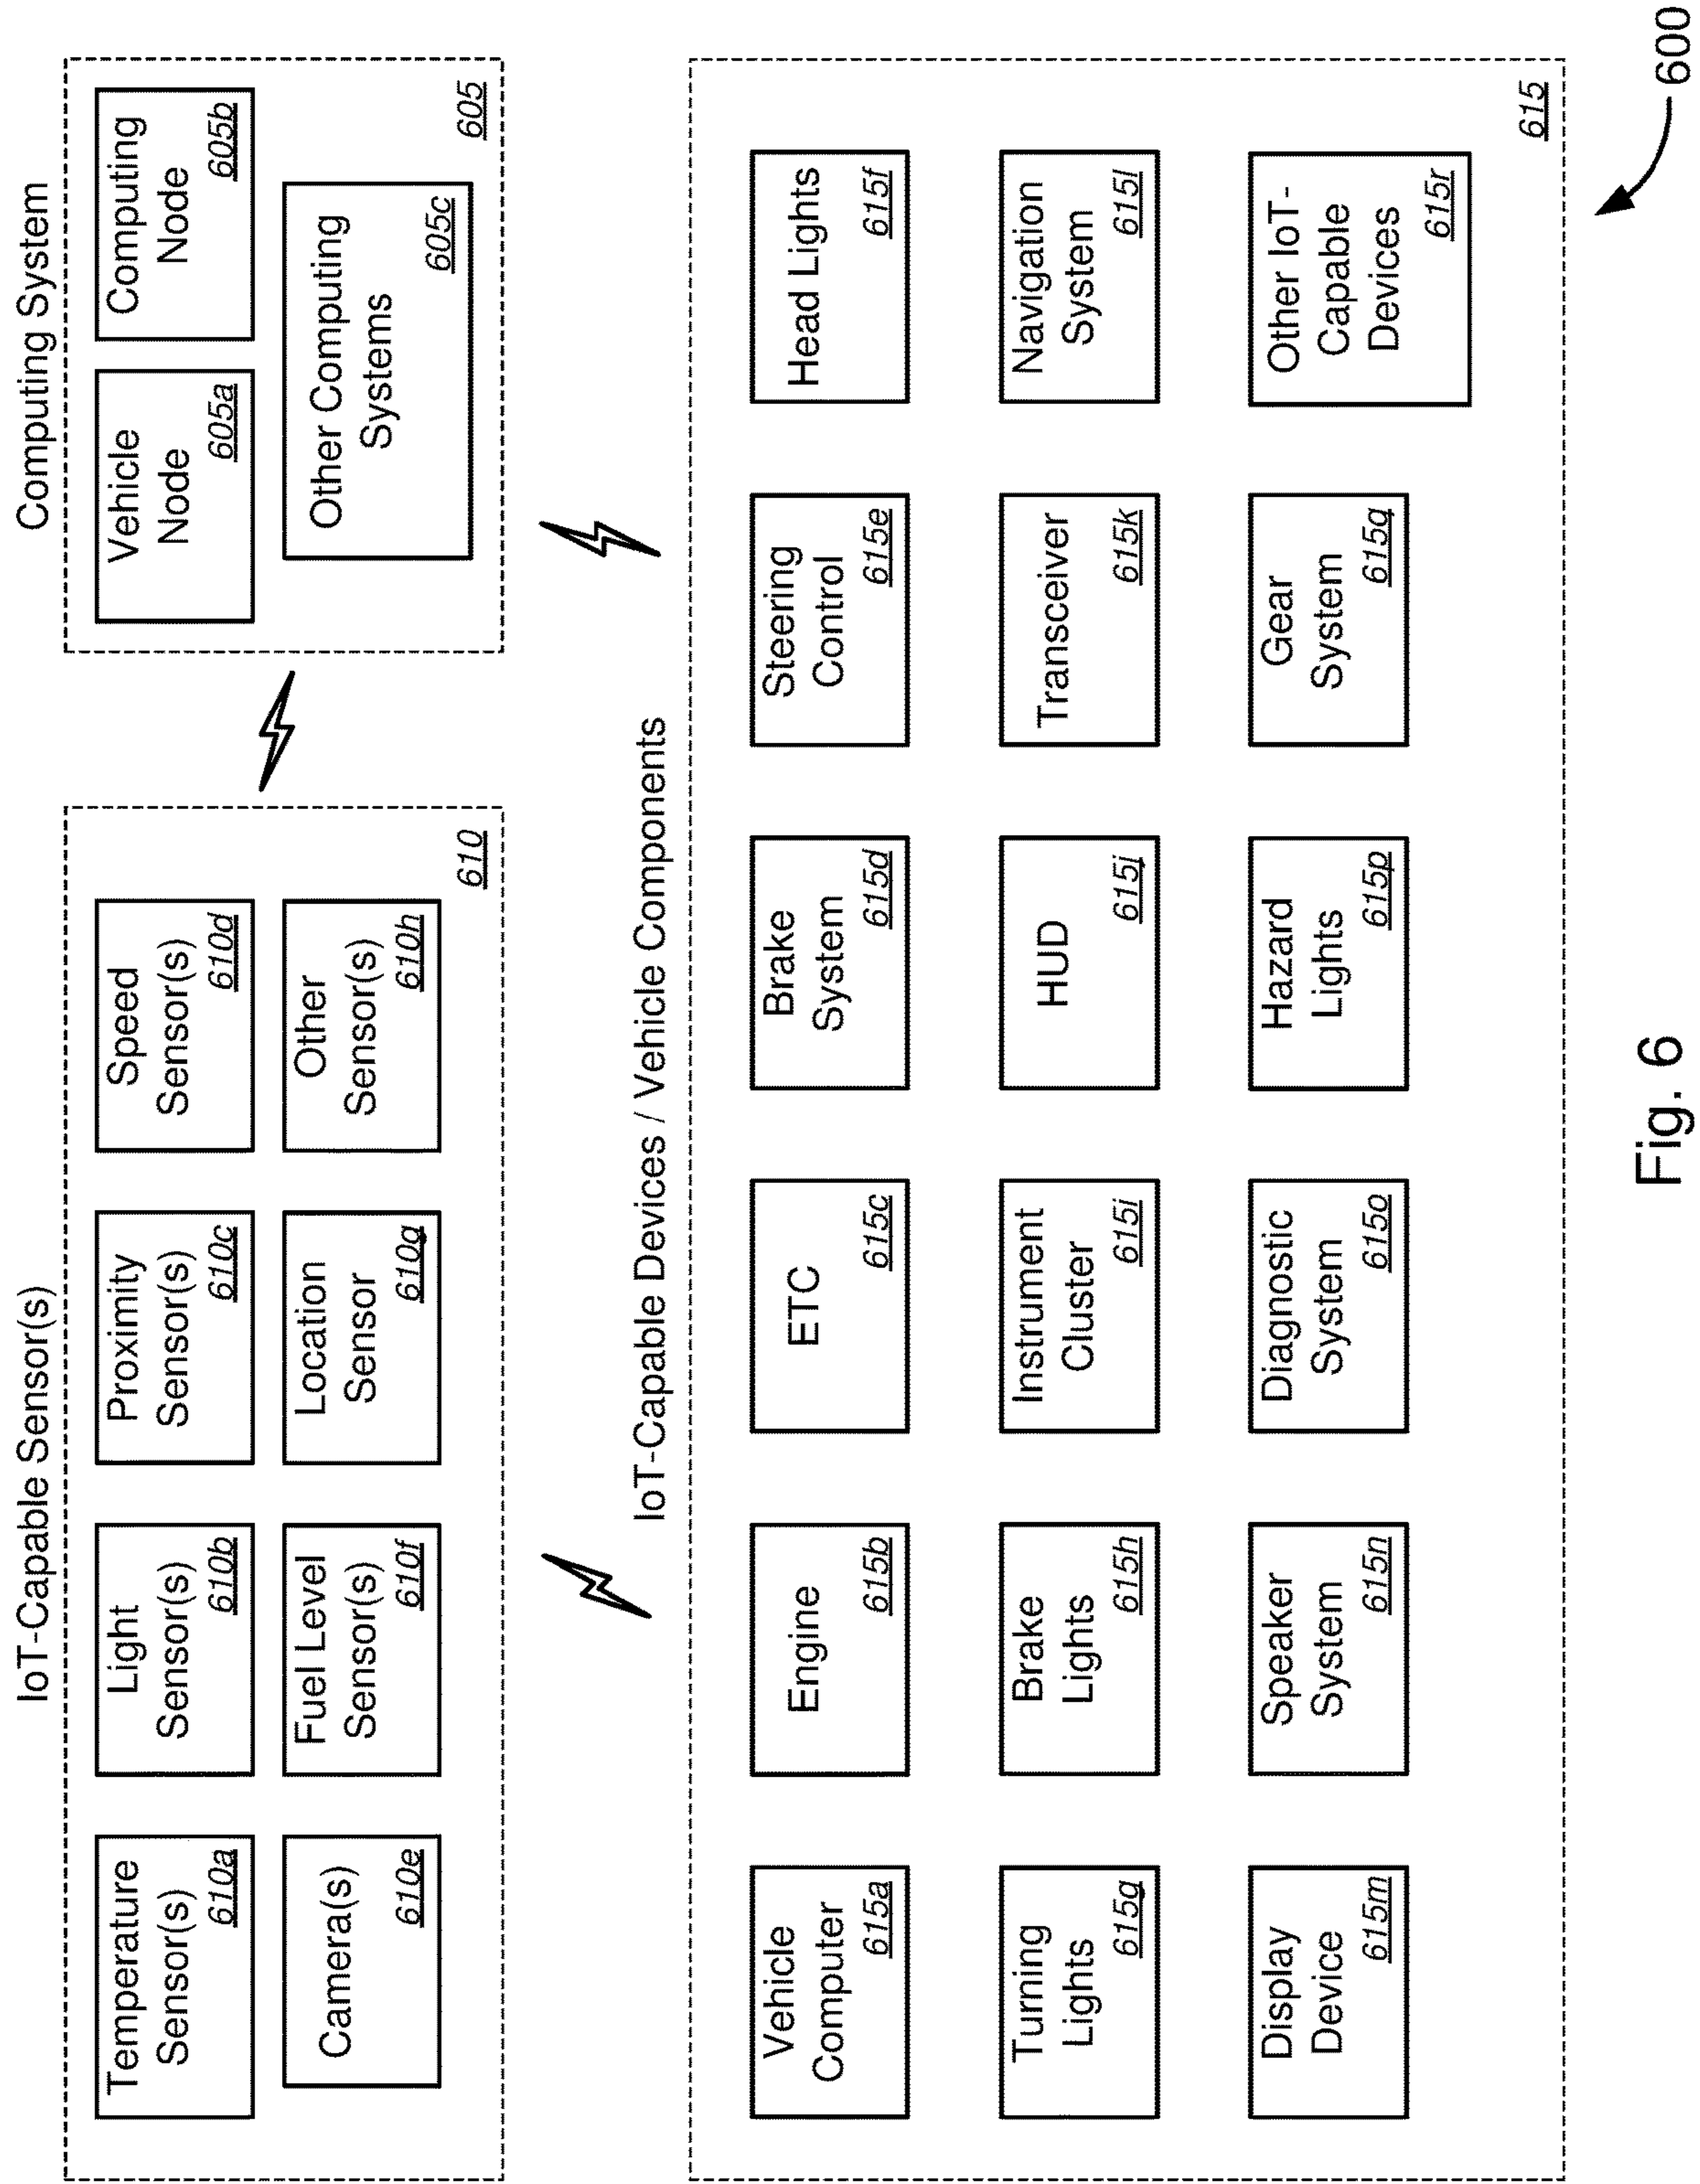 IoT-Capable Sensor(s)
Temperature
Sensor(s)
610a
Light
Sensor(s)
610b
Proximity
Sensor(s)
610c
Speed
Sensor(s)
610d
Camera(s)
610e
Fuel Level
Sensor(s)
610f
Location
Sensor
610g
Other
Sensor(s)
610h
610
Computing System
Vehicle
Node
605a
Computing
Node
605b
Other Computing
Systems
605c
605
IoT-Capable Devices / Vehicle Components
Vehicle
Computer
615a
Engine
615b
ETC
615c
Brake
System
615d
Steering
Control
615e
Head Lights
615f
Turning
Lights
615g
Brake
Lights
615h
Instrument
Cluster
615i
HUD
615j
Transceiver
615k
Navigation
System
615l
Display
Device
615m
Speaker
System
615n
Diagnostic
System
615o
Hazard
Lights
615p
Gear
System
615q
Other IoT-
Capable
Devices
615r
615
600
Fig. 6